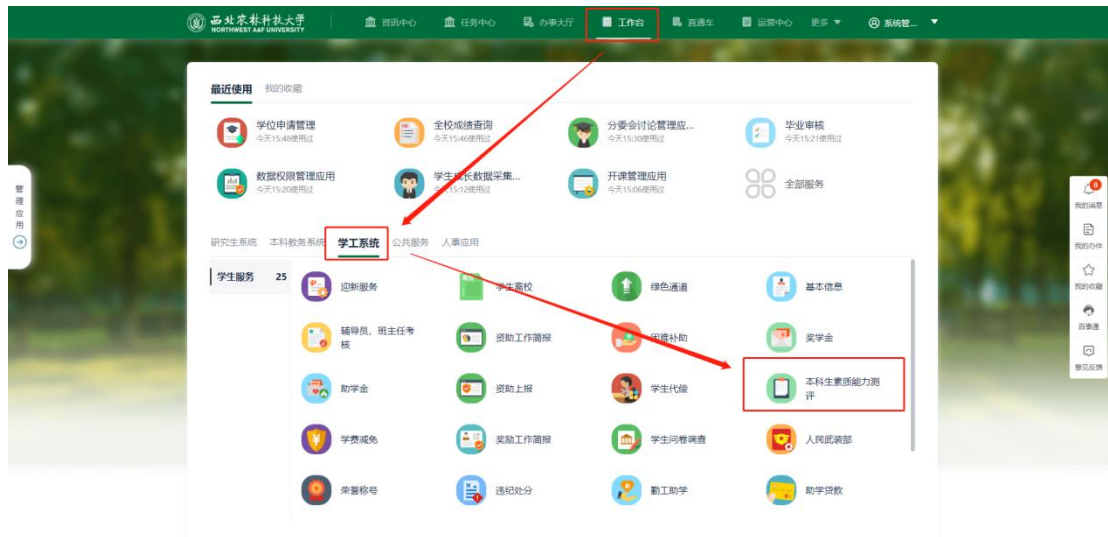 西北农林科技大学
NORTHWEST A&F UNIVERSITY
资讯中心
任务中心
办事大厅
工作台
直通车
运营中心
更多
系统管...
最近使用
我的收藏
学位申请管理
今天15:48使用过
全校成绩查询
今天15:46使用过
分委会讨论管理应...
今天15:30使用过
毕业审核
今天15:21使用过
数据权限管理应用
今天15:20使用过
学生成长数据采集...
今天15:12使用过
开课管理应用
今天15:06使用过
全部服务
管理应用
8
我的消息
我的办件
我的收藏
百事通
意见反馈
研究生系统
本科教务系统
学工系统
公共服务
人事应用
学生服务 25
迎新服务
学生离校
绿色通道
基本信息
辅导员、班主任考
核
资助工作简报
困难补助
奖学金
助学金
资助上报
学生代偿
本科生素质能力测
评
学费减免
奖励工作简报
学生问卷调查
人民武装部
荣誉称号
违纪处分
勤工助学
助学贷款